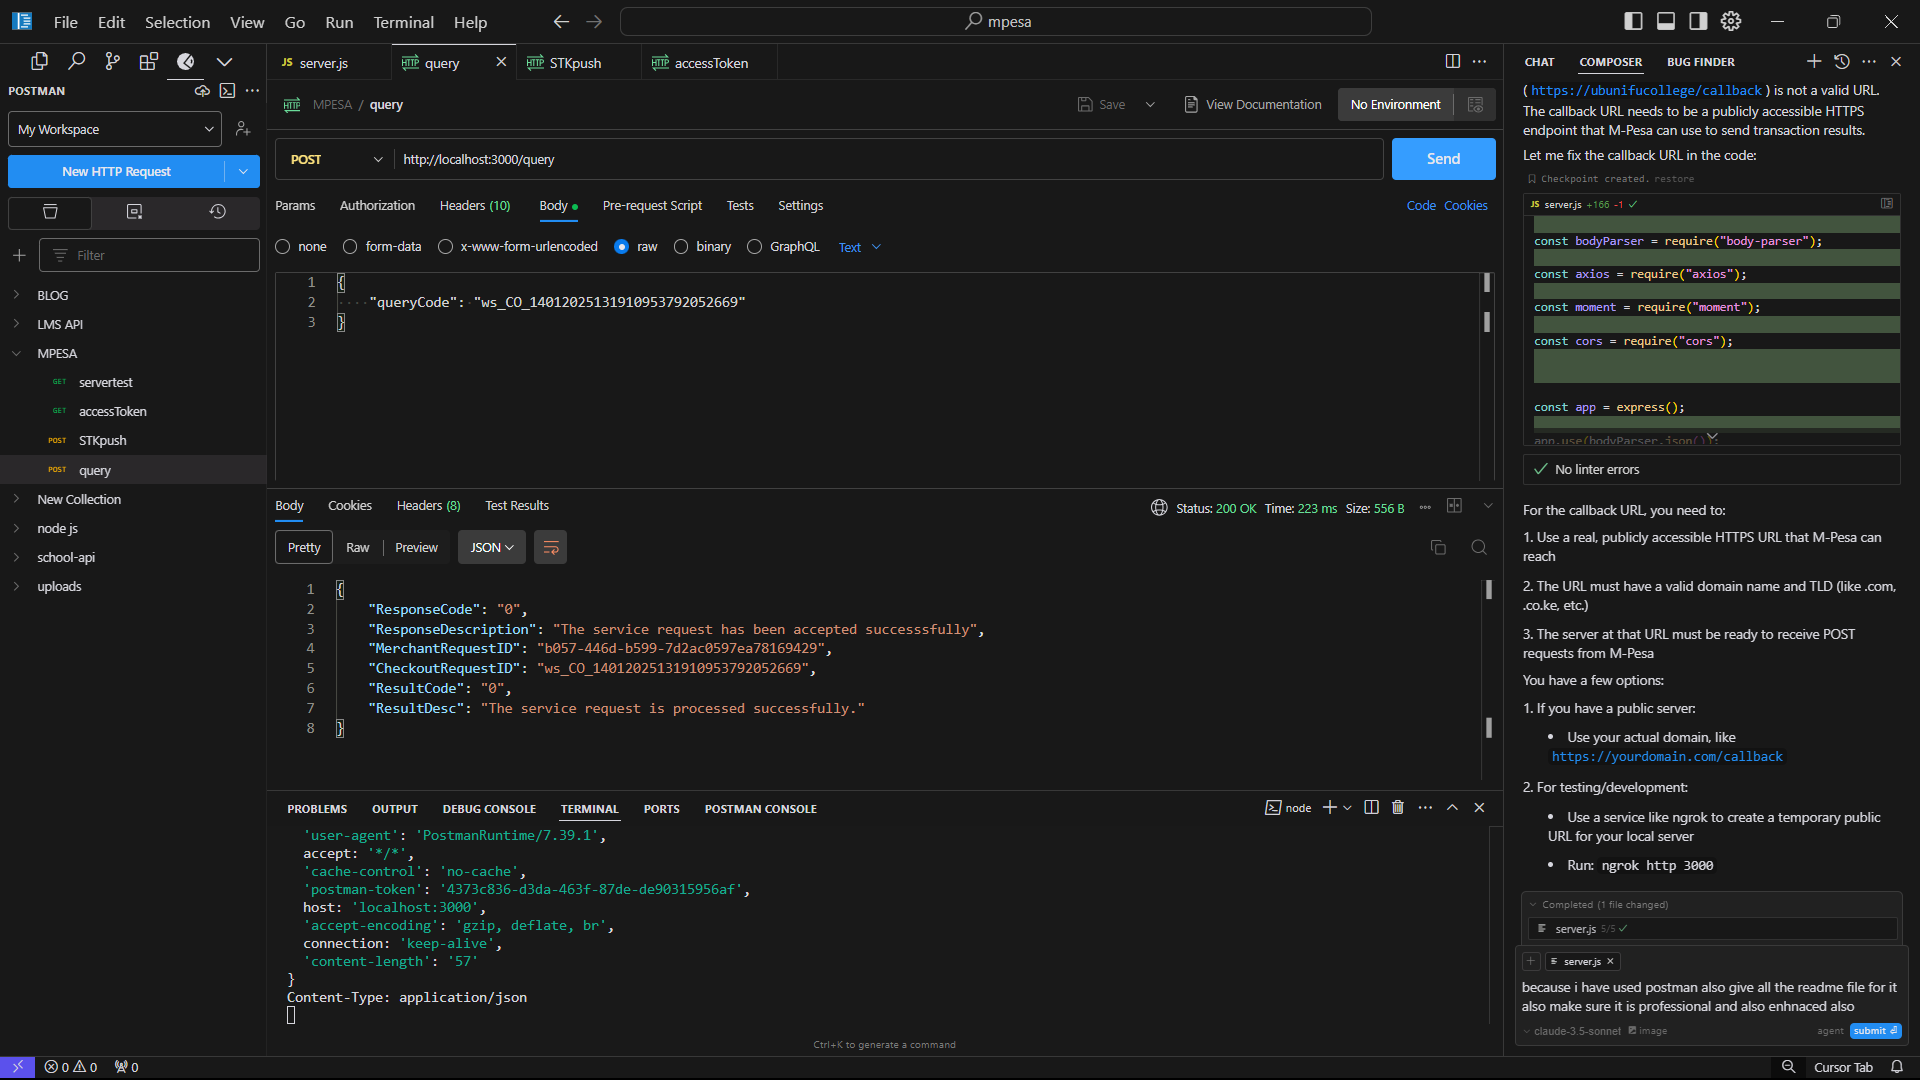 File Edit Selection View Go Run Terminal Help
mpesa
POSTMAN
My Workspace
New HTTP Request
Filter
BLOG
LMS API
MPESA
GET servertest
GET accessToken
POST STKpush
POST query
New Collection
node js
school-api
uploads
JS server.js
HTTP query
HTTP STKpush
HTTP accessToken
HTTP MPESA / query
Save
View Documentation
No Environment
POST http://localhost:3000/query
Send
Params Authorization Headers (10) Body Pre-request Script Tests Settings
Code Cookies
none form-data x-www-form-urlencoded raw binary GraphQL Text
1 {
2 ····"queryCode":·"ws_CO_14012025131910953792052669"
3 }
Body Cookies Headers (8) Test Results
Status: 200 OK Time: 223 ms Size: 556 B
Pretty Raw Preview JSON
1 {
2 "ResponseCode": "0",
3 "ResponseDescription": "The service request has been accepted successsfully",
4 "MerchantRequestID": "b057-446d-b599-7d2ac0597ea78169429",
5 "CheckoutRequestID": "ws_CO_14012025131910953792052669",
6 "ResultCode": "0",
7 "ResultDesc": "The service request is processed successfully."
8 }
PROBLEMS OUTPUT DEBUG CONSOLE TERMINAL PORTS POSTMAN CONSOLE
node
'user-agent': 'PostmanRuntime/7.39.1',
accept: '*/*',
'cache-control': 'no-cache',
'postman-token': '4373c836-d3da-463f-87de-de90315956af',
host: 'localhost:3000',
'accept-encoding': 'gzip, deflate, br',
connection: 'keep-alive',
'content-length': '57'
}
Content-Type: application/json
Ctrl+K to generate a command
CHAT COMPOSER BUG FINDER
( https://ubunifucollege/callback ) is not a valid URL.
The callback URL needs to be a publicly accessible HTTPS
endpoint that M-Pesa can use to send transaction results.
Let me fix the callback URL in the code:
Checkpoint created. restore
JS server.js +166 -1
const bodyParser = require("body-parser");
const axios = require("axios");
const moment = require("moment");
const cors = require("cors");
const app = express();
app.use(bodyParser.json());
No linter errors
For the callback URL, you need to:
1. Use a real, publicly accessible HTTPS URL that M-Pesa can
reach
2. The URL must have a valid domain name and TLD (like .com,
.co.ke, etc.)
3. The server at that URL must be ready to receive POST
requests from M-Pesa
You have a few options:
1. If you have a public server:
• Use your actual domain, like
https://yourdomain.com/callback
2. For testing/development:
• Use a service like ngrok to create a temporary public
URL for your local server
• Run: ngrok http 3000
Completed (1 file changed)
server.js 5/5
server.js
because i have used postman also give all the readme file for it
also make sure it is professional and also enhnaced also
claude-3.5-sonnet image
agent submit
0 0 0
Cursor Tab